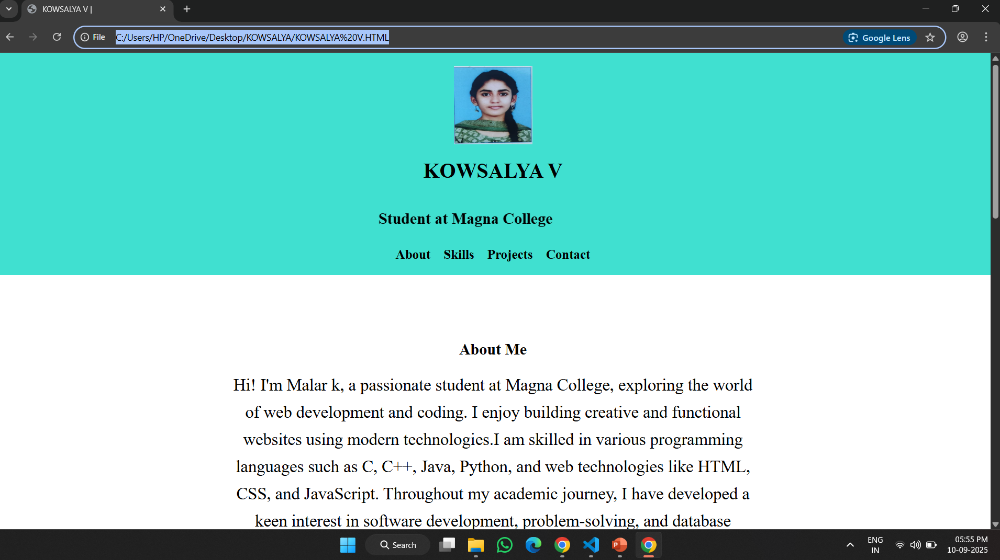 KOWSALYA V |
File
C:/Users/HP/OneDrive/Desktop/KOWSALYA/KOWSALYA%20V.HTML
Google Lens
KOWSALYA V
Student at Magna College
About Skills Projects Contact
About Me
Hi! I'm Malar k, a passionate student at Magna College, exploring the world
of web development and coding. I enjoy building creative and functional
websites using modern technologies.I am skilled in various programming
languages such as C, C++, Java, Python, and web technologies like HTML,
CSS, and JavaScript. Throughout my academic journey, I have developed a
keen interest in software development, problem-solving, and database
Search
P
ENG
IN
05:55 PM
10-09-2025